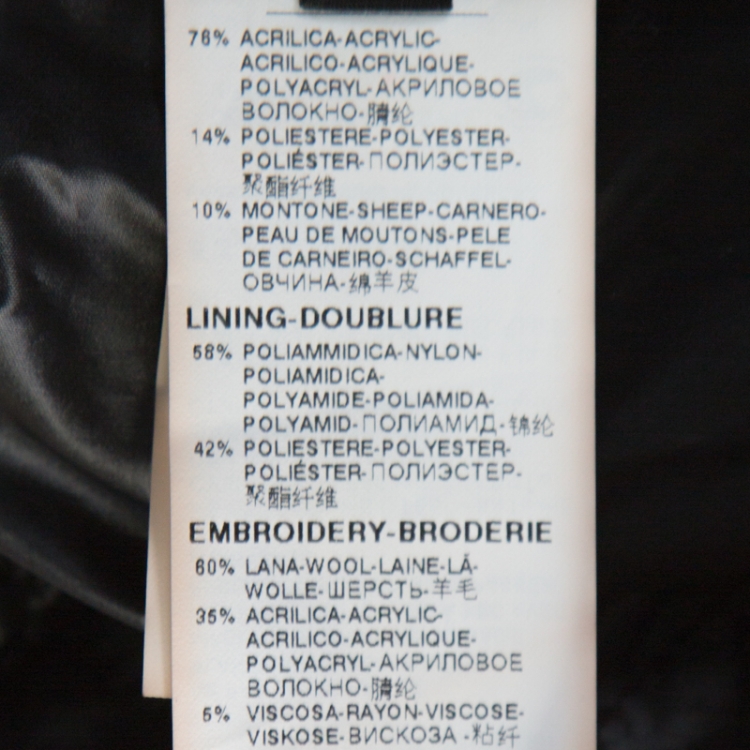 76% ACRILICA-ACRYLIC-
ACRILICO-ACRYLIQUE-
POLYACRYL-АКРИЛОВОЕ
ВОЛОКНО-腈纶
14% POLIESTERE-POLYESTER-
POLIÉSTER-ПОЛИЭСТЕР-
聚酯纤维
10% MONTONE-SHEEP-CARNERO-
PEAU DE MOUTONS-PELE
DE CARNEIRO-SCHAFFEL-
ОВЧИНА-绵羊皮
LINING-DOUBLURE
58% POLIAMMIDICA-NYLON-
POLIAMIDICA-
POLYAMIDE-POLIAMIDA-
POLYAMID-ПОЛИАМИД-锦纶
42% POLIESTERE-POLYESTER-
POLIÉSTER-ПОЛИЭСТЕР-
聚酯纤维
EMBROIDERY-BRODERIE
60% LANA-WOOL-LAINE-LÃ-
WOLLE-ШЕРСТЬ-羊毛
35% ACRILICA-ACRYLIC-
ACRILICO-ACRYLIQUE-
POLYACRYL-АКРИЛОВОЕ
ВОЛОКНО-腈纶
5% VISCOSA-RAYON-VISCOSE-
VISKOSE-ВИСКОЗА -粘纤